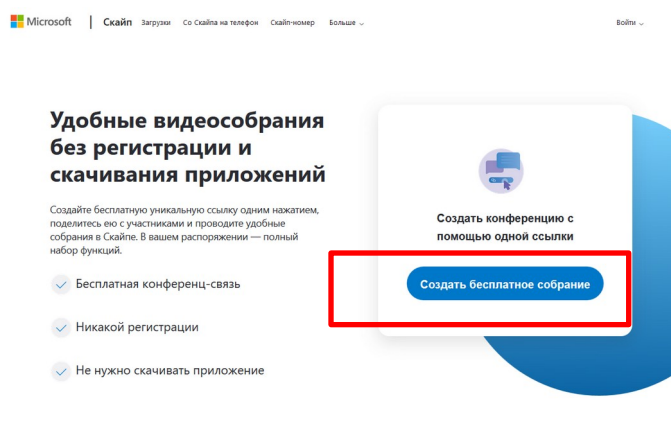 Microsoft Скайп Загрузки Со Скайпа на телефон Скайп-номер Больше Войти
Удобные видеособрания
без регистрации и
скачивания приложений
Создайте бесплатную уникальную ссылку одним нажатием,
поделитесь ею с участниками и проводите удобные
собрания в Скайпе. В вашем распоряжении — полный
набор функций.
Бесплатная конференц-связь
Никакой регистрации
Не нужно скачивать приложение
Создать конференцию с
помощью одной ссылки
Создать бесплатное собрание